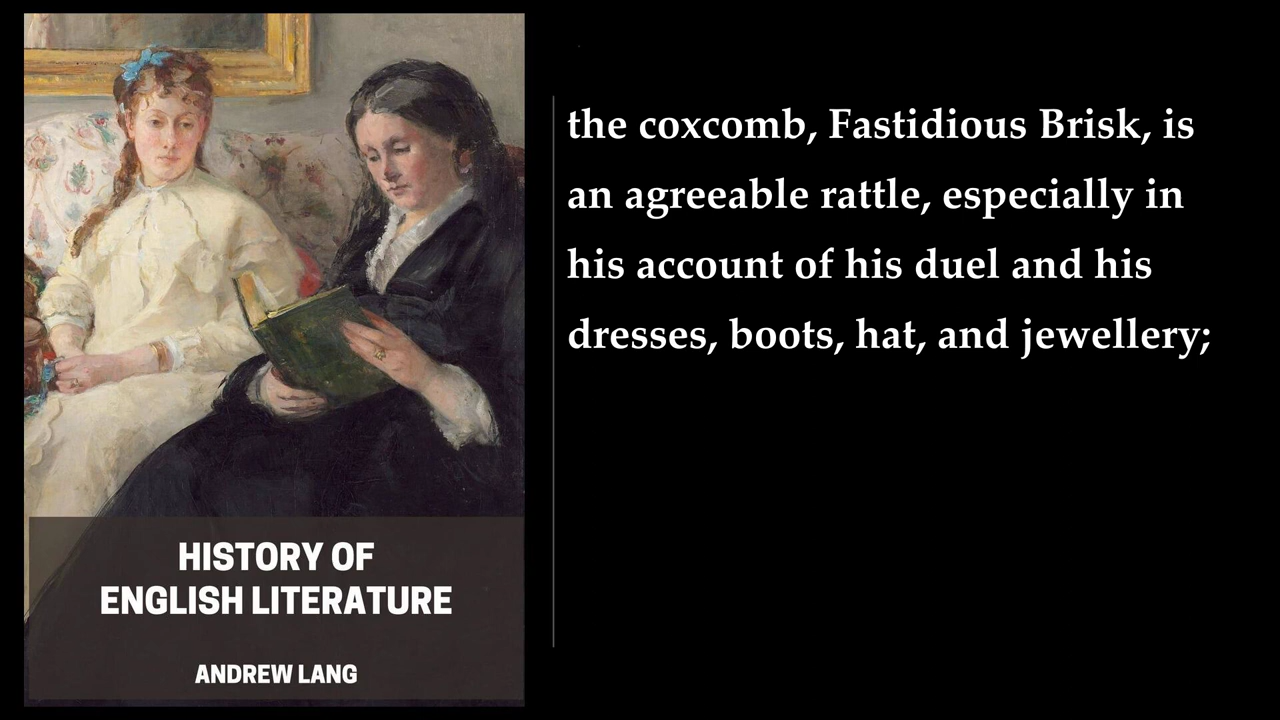 the coxcomb, Fastidious Brisk, is
an agreeable rattle, especially in
his account of his duel and his
dresses, boots, hat, and jewellery;
HISTORY OF
ENGLISH LITERATURE
ANDREW LANG